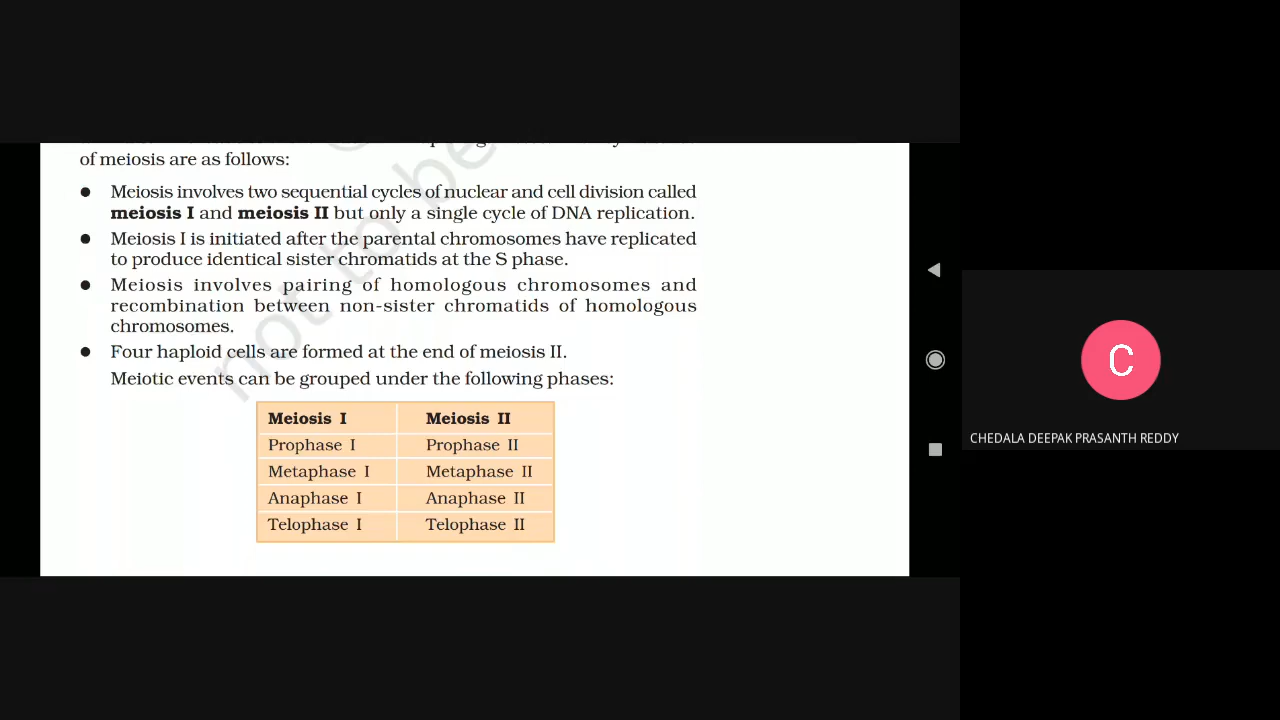 of meiosis are as follows:
● Meiosis involves two sequential cycles of nuclear and cell division called
meiosis I and meiosis II but only a single cycle of DNA replication.
● Meiosis I is initiated after the parental chromosomes have replicated
to produce identical sister chromatids at the S phase.
● Meiosis involves pairing of homologous chromosomes and
recombination between non-sister chromatids of homologous
chromosomes.
● Four haploid cells are formed at the end of meiosis II.
Meiotic events can be grouped under the following phases:
Meiosis I Meiosis II
Prophase I Prophase II
Metaphase I Metaphase II
Anaphase I Anaphase II
Telophase I Telophase II
not to be
C
CHEDALA DEEPAK PRASANTH REDDY